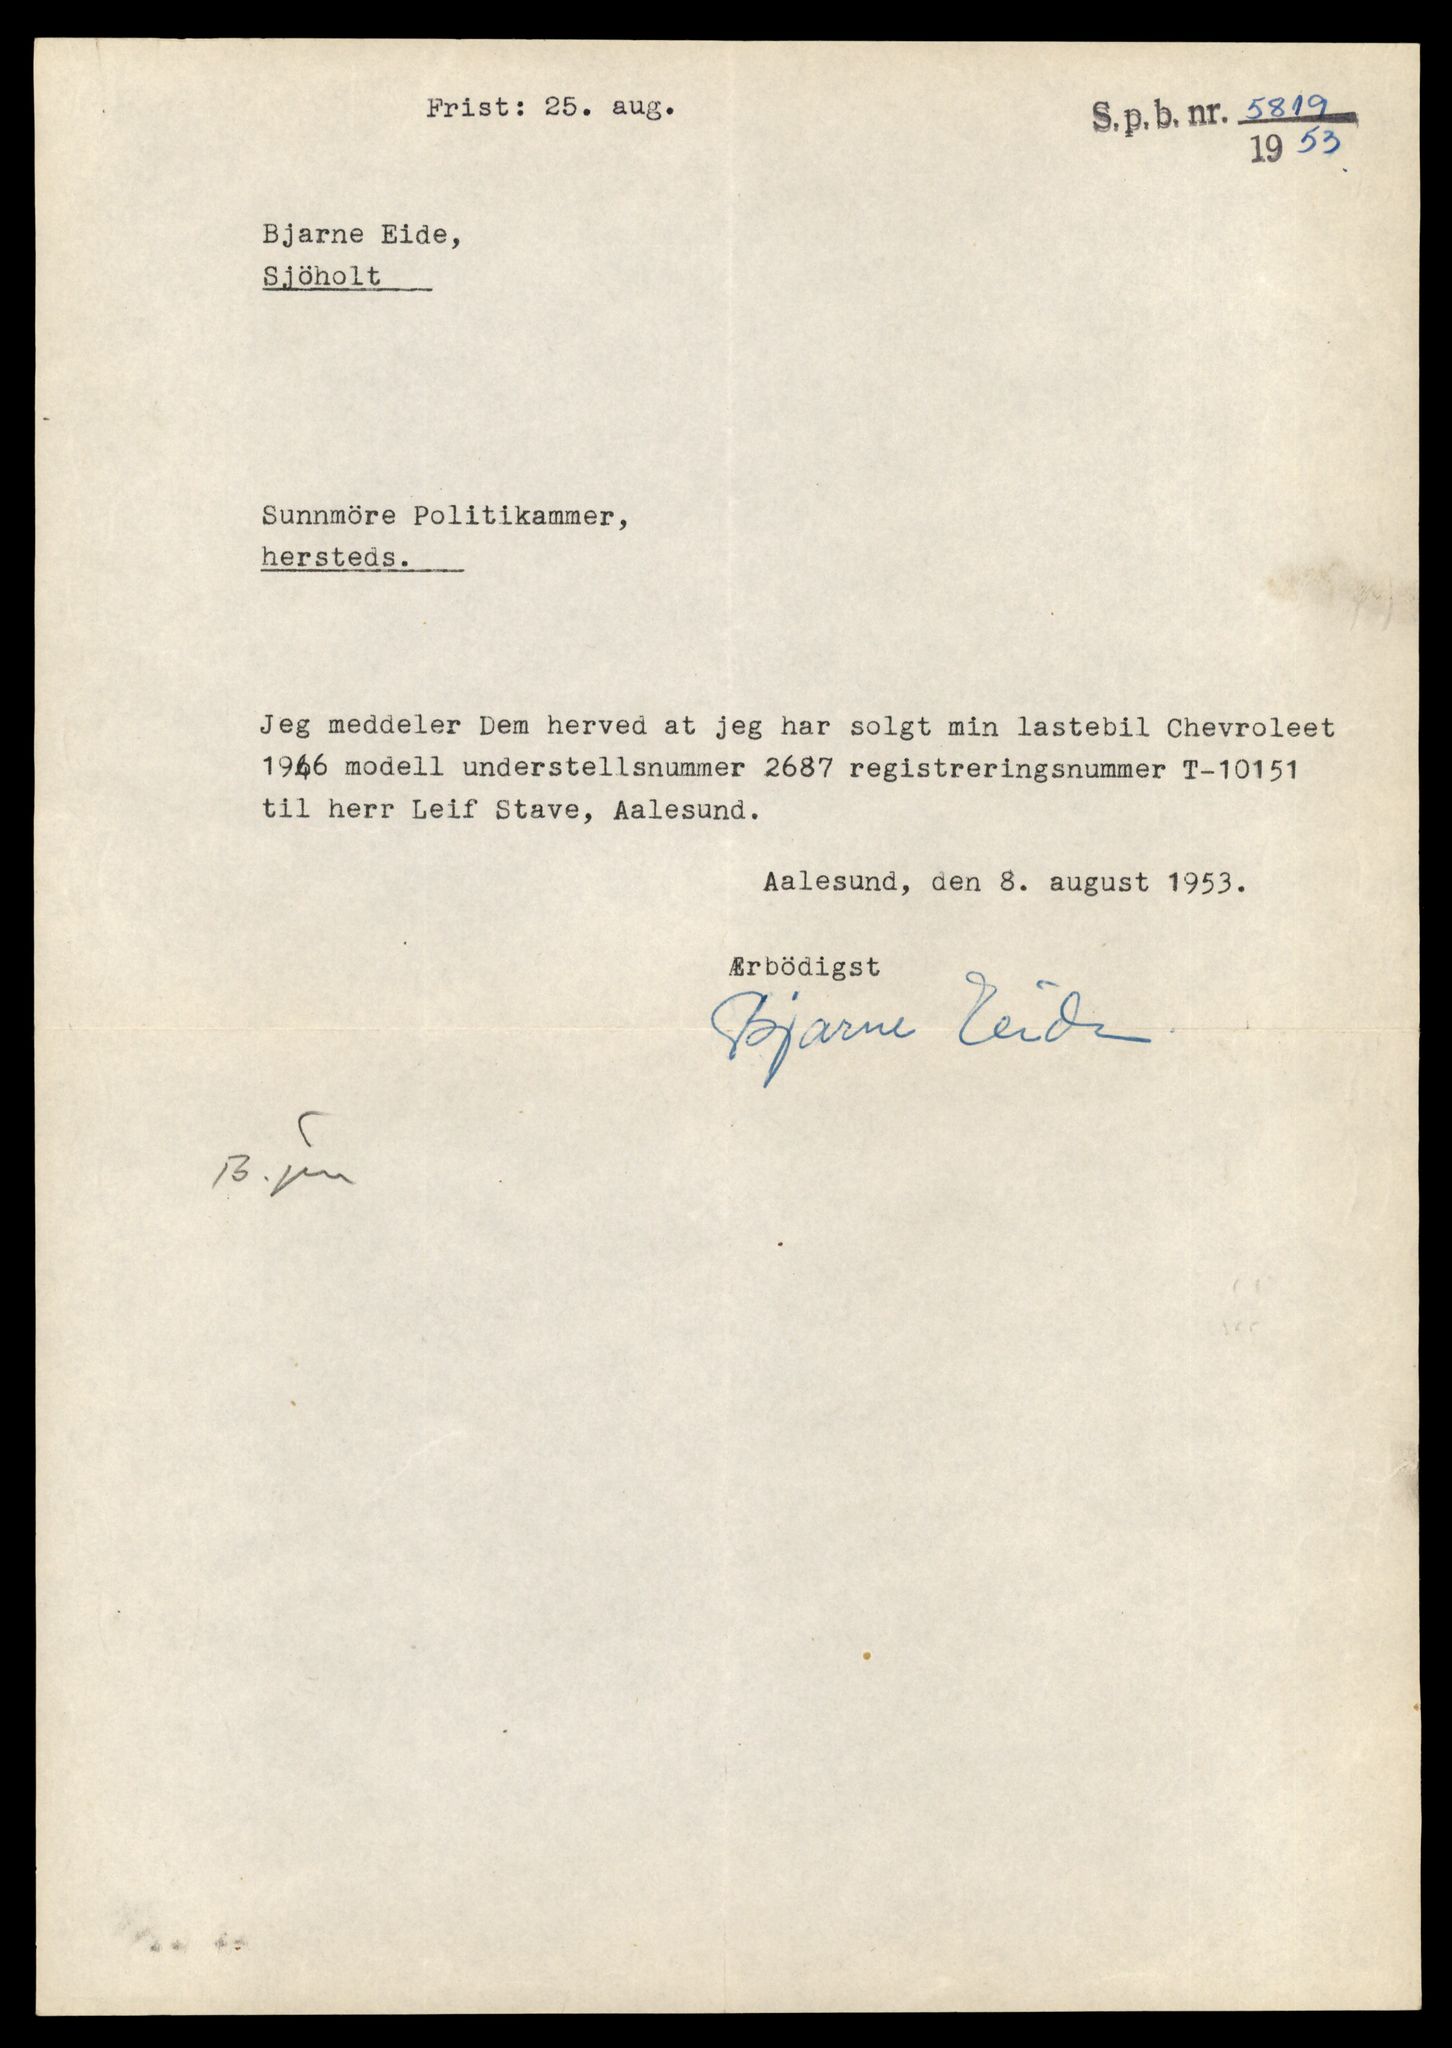 Frist: 25. aug.
S.p.b. nr. 5819
19 53
Bjarne Eide,
Sjöholt
Sunnmöre Politikammer,
hersteds.
Jeg meddeler Dem herved at jeg har solgt min lastebil Chevroleet
1946 modell understellsnummer 2687 registreringsnummer T-10151
til herr Leif Stave, Aalesund.
Aalesund, den 8. august 1953.
Ærbödigst
Bjarne Eide